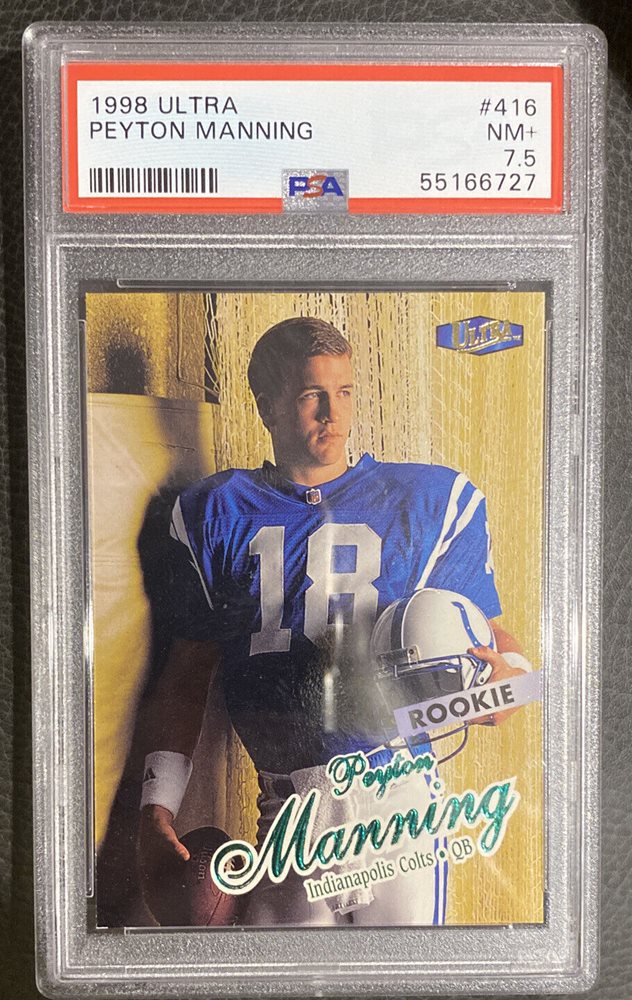 1998 ULTRA #416
PEYTON MANNING NM+
7.5
PSA 55166727
ULTRA
18
ROOKIE
Peyton
Manning
Indianapolis Colts • QB